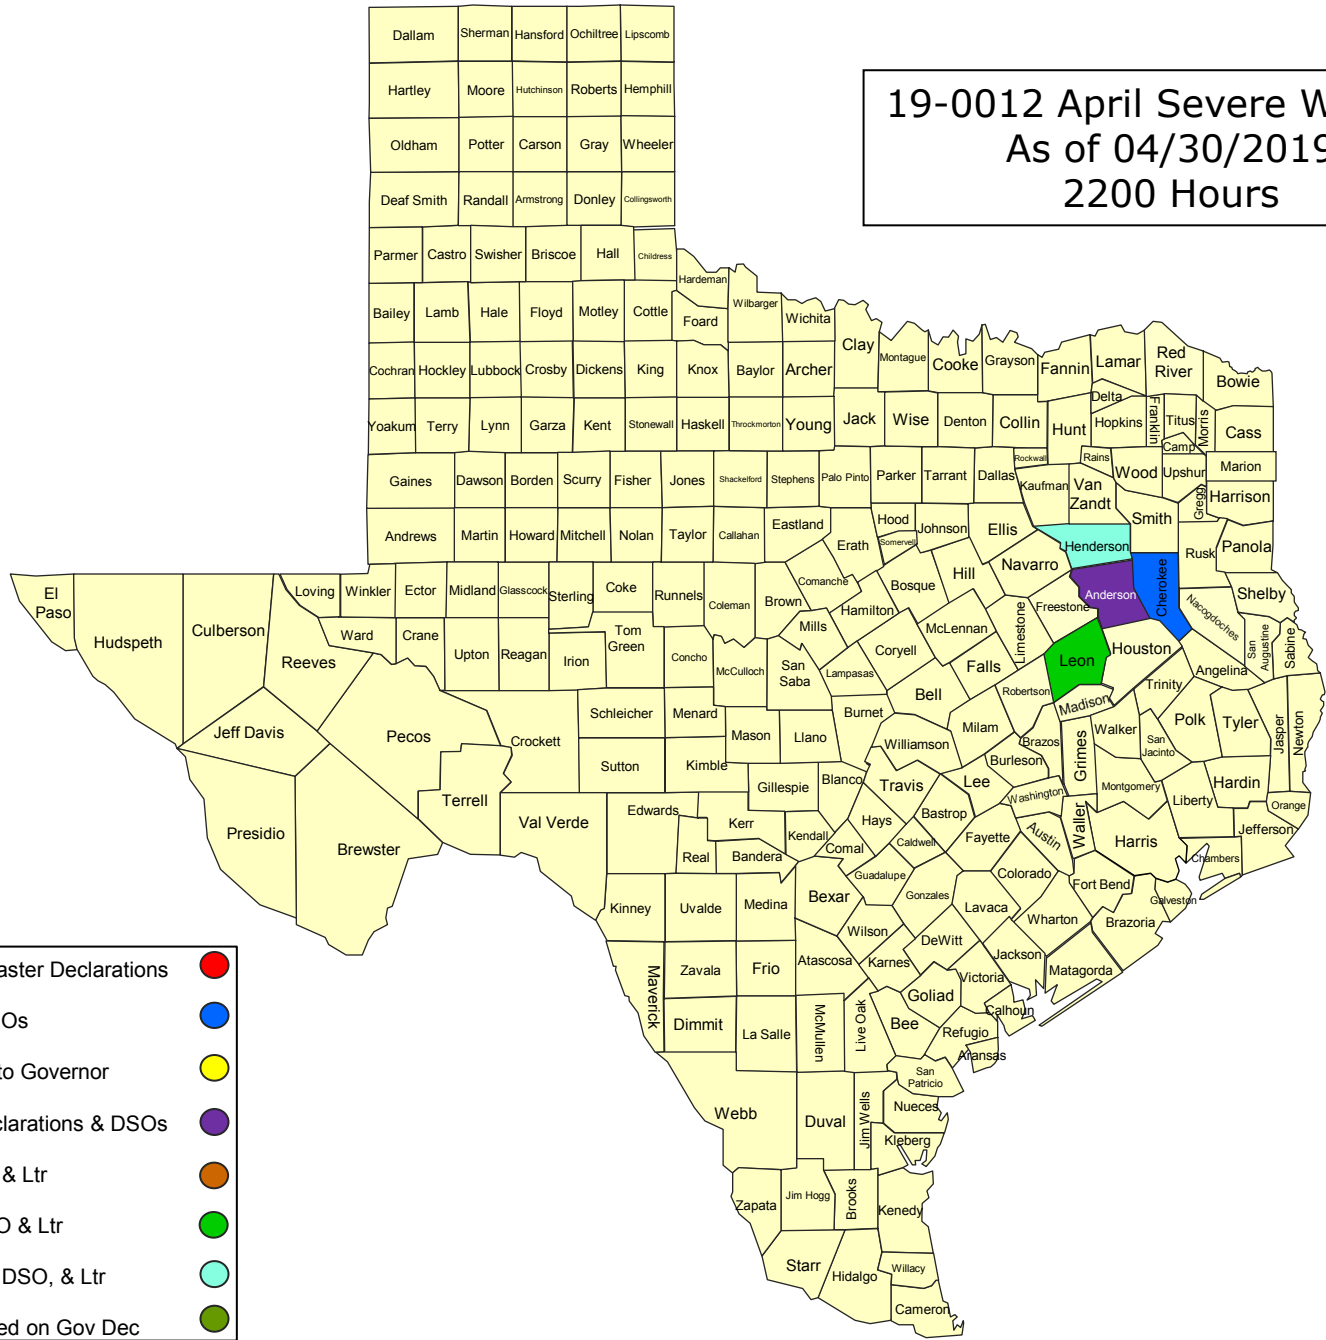 Dallam Sherman Hansford Ochiltree Lipscomb
Hartley Moore Hutchinson Roberts Hemphill
19-0012 April Severe W
As of 04/30/2019
2200 Hours
Oldham Potter Carson Gray Wheeler
Deaf Smith Randall Armstrong Donley Collingsworth
Parmer Castro Swisher Briscoe Hall Childress
Hardeman
Wilbarger
Bailey Lamb Hale Floyd Motley Cottle Foard Wichita
Clay Montague Cooke Grayson Fannin Lamar Red
River
Bowie
Cochran Hockley Lubbock Crosby Dickens King Knox Baylor Archer
Delta
Yoakum Terry Lynn Garza Kent Stonewall Haskell Throckmorton Young Jack Wise Denton Collin Hunt Hopkins Franklin Titus Morris Cass
Camp
Rockwall Rains Wood Upshur Marion
Gaines Dawson Borden Scurry Fisher Jones Shackelford Stephens Palo Pinto Parker Tarrant Dallas Kaufman Van
Zandt
Gregg Harrison
Smith
Andrews Martin Howard Mitchell Nolan Taylor Callahan Eastland Erath Hood Somervell Johnson Ellis Henderson
Rusk Panola
El
Paso
Hudspeth Culberson Loving Winkler Ector Midland Glasscock Sterling Coke Runnels Coleman Brown Comanche Hamilton Bosque Hill Navarro Anderson Cherokee Shelby
Nacogdoches
Freestone
Limestone
Reeves Ward Crane Upton Reagan Irion Tom
Green
Concho McCulloch San
Saba
Mills Lampasas Coryell McLennan Falls Leon Houston Angelina San
Augustine
Sabine
Jeff Davis Pecos Crockett Schleicher Menard Mason Llano Burnet Bell Milam Robertson Madison Trinity Polk Tyler Jasper Newton
Walker San
Jacinto
Grimes
Brazos
Burleson
Williamson
Sutton Kimble Gillespie Blanco Travis Lee Washington Montgomery Liberty Hardin Orange
Presidio Brewster Terrell Val Verde Edwards Kerr Kendall Hays Bastrop Fayette Austin Waller Harris Jefferson
Chambers
Real Bandera Comal Caldwell
Guadalupe Gonzales Colorado Fort Bend Galveston
Kinney Uvalde Medina Bexar Lavaca Wharton Brazoria
Wilson
DeWitt
Maverick Zavala Frio Atascosa Karnes Jackson Matagorda
Victoria
Goliad
Calhoun
Dimmit La Salle McMullen Live Oak Bee Refugio
Aransas
San
Patricio
Webb Duval Jim Wells Nueces
Kleberg
Zapata Jim Hogg Brooks Kenedy
Starr Hidalgo Willacy
Cameron
aster Declarations
Os
to Governor
clarations & DSOs
& Ltr
O & Ltr
DSO, & Ltr
ed on Gov Dec